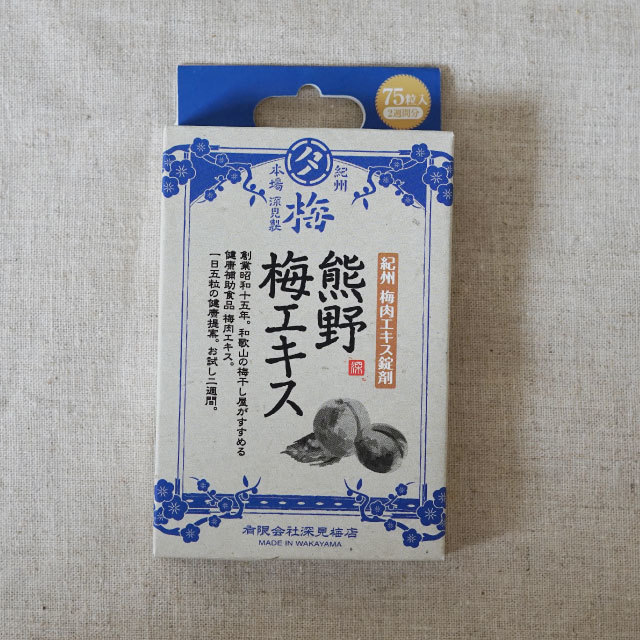 75粒入
2週間分
紀州
本場
深見製
梅
紀州 梅肉エキス錠剤
熊野
梅エキス
深
創業昭和十五年。和歌山の梅干し屋がすすめる
健康補助食品 梅肉エキス。
一日五粒の健康提案。お試し二週間。
有限会社深見梅店
MADE IN WAKAYAMA